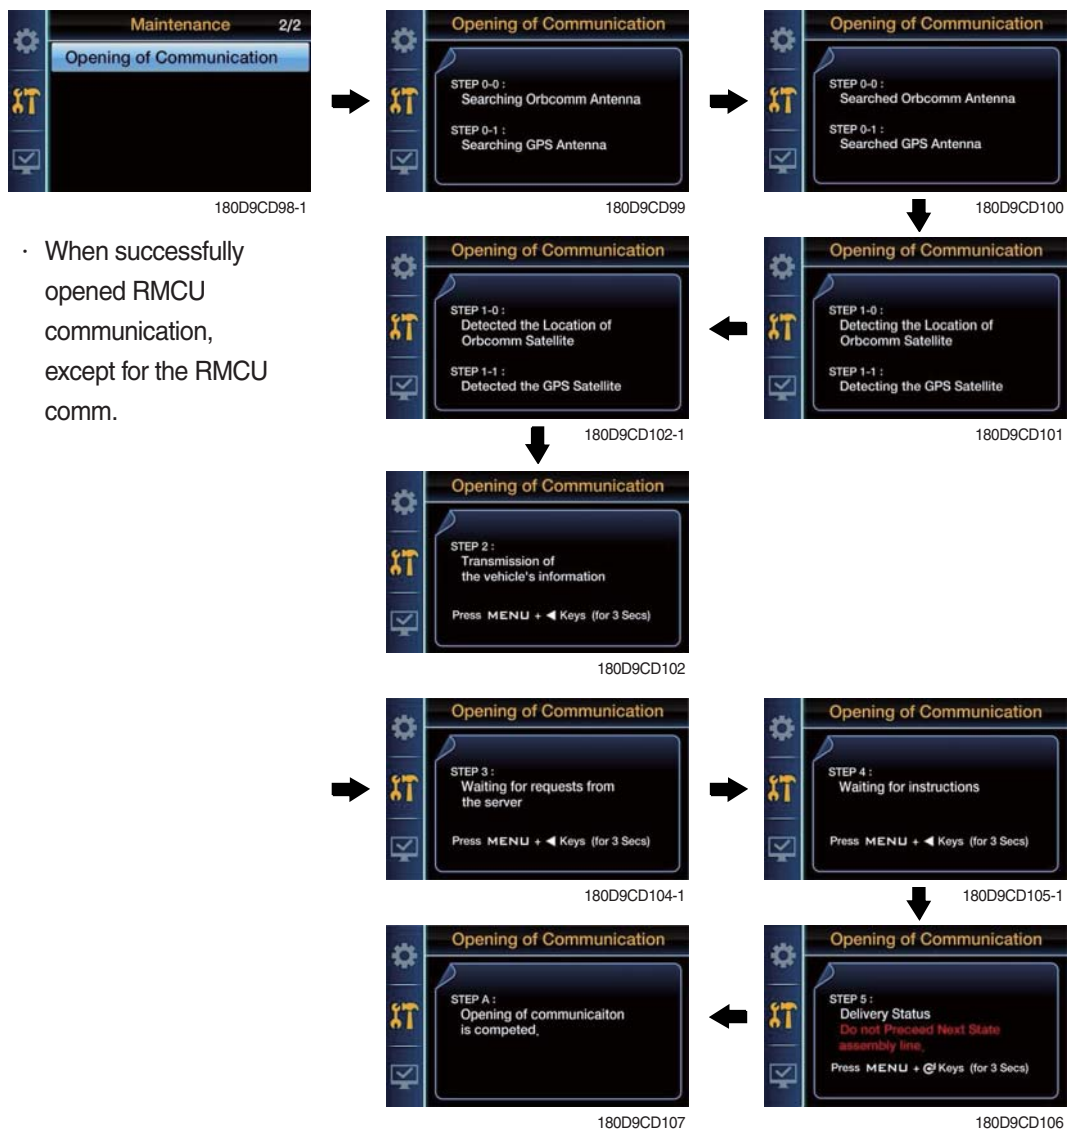 Maintenance 2/2
Opening of Communication
180D9CD98-1
Opening of Communication
STEP 0-0 :
Searching Orbcomm Antenna
STEP 0-1 :
Searching GPS Antenna
180D9CD99
Opening of Communication
STEP 0-0 :
Searched Orbcomm Antenna
STEP 0-1 :
Searched GPS Antenna
180D9CD100
· When successfully
opened RMCU
communication,
except for the RMCU
comm.
Opening of Communication
STEP 1-0 :
Detecting the Location of
Orbcomm Satellite
STEP 1-1 :
Detecting the GPS Satellite
180D9CD101
Opening of Communication
STEP 1-0 :
Detected the Location of
Orbcomm Satellite
STEP 1-1 :
Detected the GPS Satellite
180D9CD102-1
Opening of Communication
STEP 2 :
Transmission of
the vehicle's information
Press MENU + ◀ Keys (for 3 Secs)
180D9CD102
Opening of Communication
STEP 3 :
Waiting for requests from
the server
Press MENU + ◀ Keys (for 3 Secs)
180D9CD104-1
Opening of Communication
STEP 4 :
Waiting for instructions
Press MENU + ◀ Keys (for 3 Secs)
180D9CD105-1
Opening of Communication
STEP 5 :
Delivery Status
Do not Preceed Next State
assembly line.
Press MENU + Keys (for 3 Secs)
180D9CD106
Opening of Communication
STEP A :
Opening of communicaiton
is competed.
180D9CD107